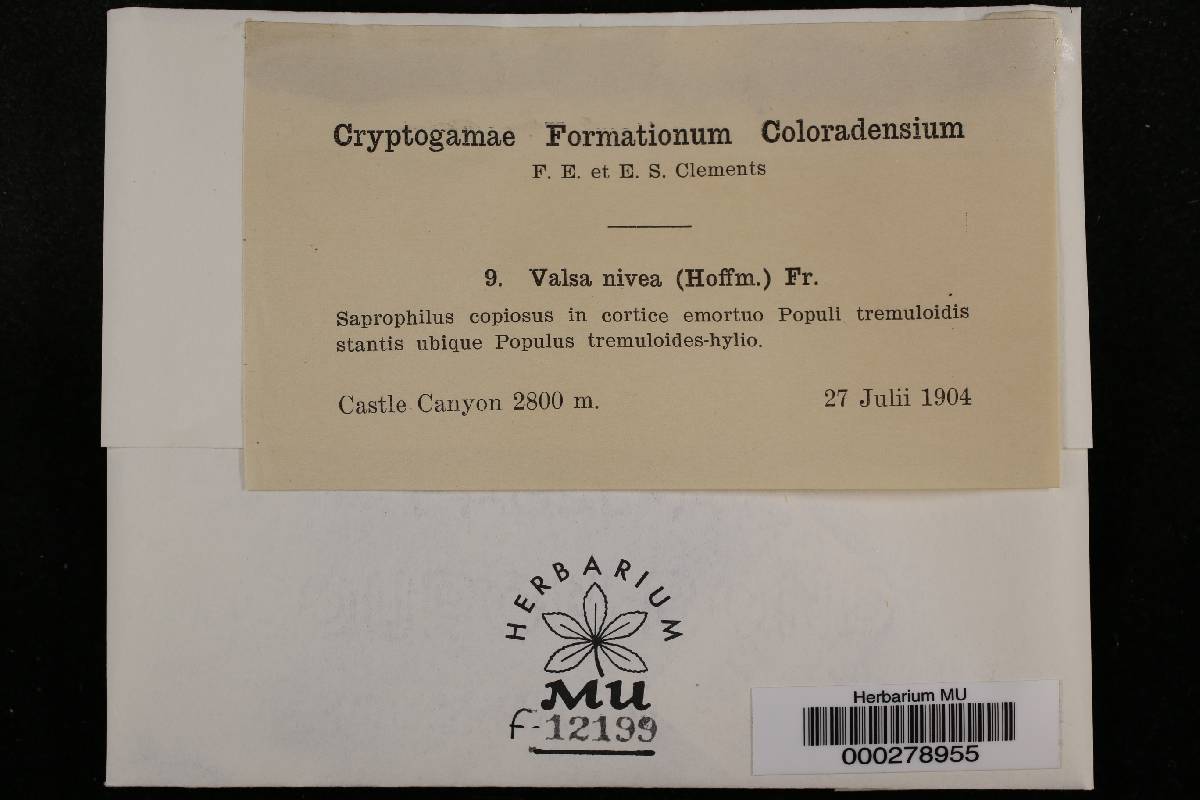 Cryptogamae Formationum Coloradensium
F. E. et E. S. Clements
9. Valsa nivea (Hoffm.) Fr.
Saprophilus copiosus in cortice emortuo Populi tremuloidis
stantis ubique Populus tremuloides-hylio.
Castle Canyon 2800 m. 27 Julii 1904
HERBARIUM
MU
f-12199
Herbarium MU
000278955